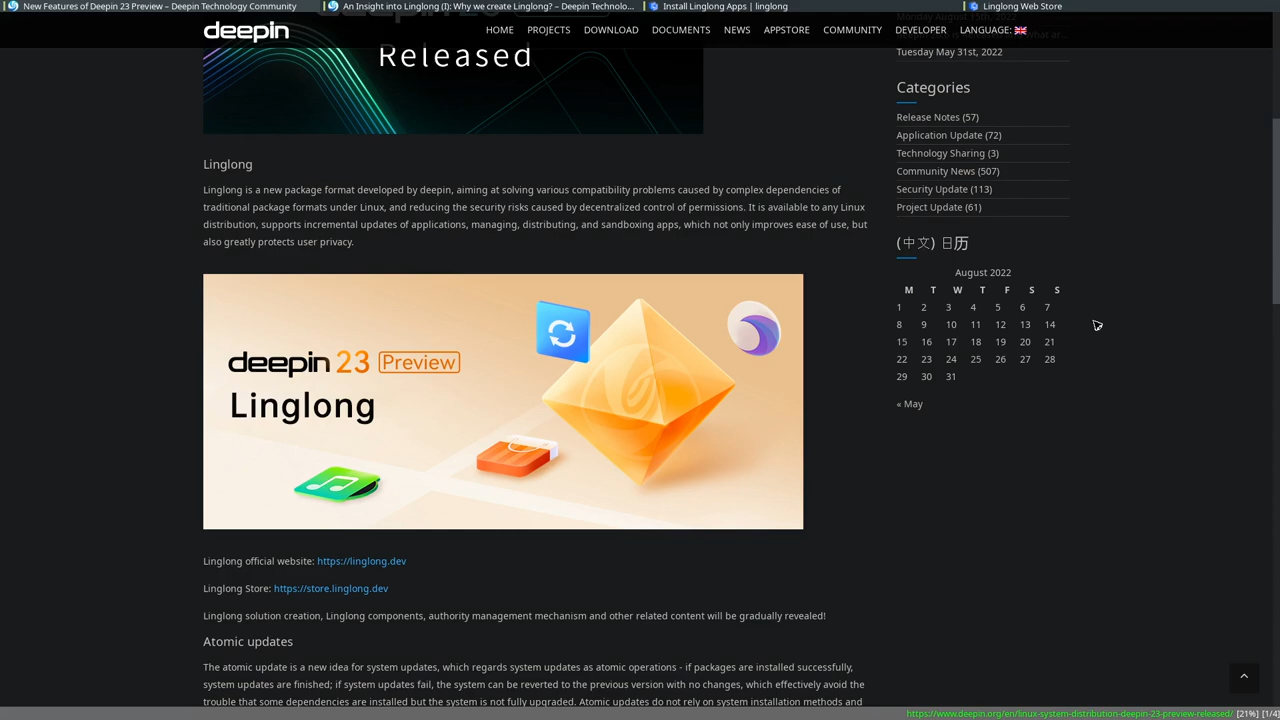 New Features of Deepin 23 Preview – Deepin Technology Community
An Insight into Linglong (I): Why we create Linglong? – Deepin Technolo...
Install Linglong Apps | linglong
Linglong Web Store
deepin
HOME PROJECTS DOWNLOAD DOCUMENTS NEWS APPSTORE COMMUNITY DEVELOPER LANGUAGE:
Released
Linglong
Linglong is a new package format developed by deepin, aiming at solving various compatibility problems caused by complex dependencies of
traditional package formats under Linux, and reducing the security risks caused by decentralized control of permissions. It is available to any Linux
distribution, supports incremental updates of applications, managing, distributing, and sandboxing apps, which not only improves ease of use, but
also greatly protects user privacy.
deepin 23 Preview
Linglong
Linglong official website: https://linglong.dev
Linglong Store: https://store.linglong.dev
Linglong solution creation, Linglong components, authority management mechanism and other related content will be gradually revealed!
Atomic updates
The atomic update is a new idea for system updates, which regards system updates as atomic operations - if packages are installed successfully,
system updates are finished; if system updates fail, the system can be reverted to the previous version with no changes, which effectively avoid the
trouble that some dependencies are installed but the system is not fully upgraded. Atomic updates do not rely on system installation methods and
Monday August 15th, 2022
Tuesday May 31st, 2022
Categories
Release Notes (57)
Application Update (72)
Technology Sharing (3)
Community News (507)
Security Update (113)
Project Update (61)
(中文) 日历
August 2022
M T W T F S S
1 2 3 4 5 6 7
8 9 10 11 12 13 14
15 16 17 18 19 20 21
22 23 24 25 26 27 28
29 30 31
« May
https://www.deepin.org/en/linux-system-distribution-deepin-23-preview-released/ [21%] [1/4]